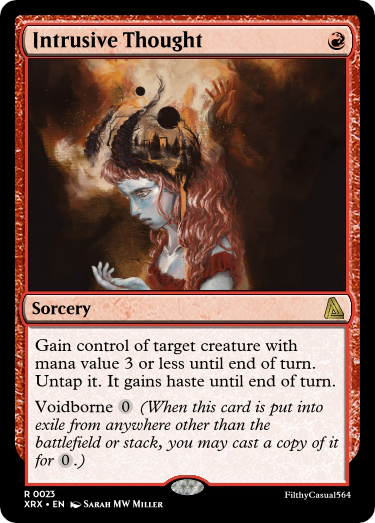 Intrusive Thought
Sorcery
Gain control of target creature with
mana value 3 or less until end of turn.
Untap it. It gains haste until end of turn.
Voidborne 0 (When this card is put into
exile from anywhere other than the
battlefield or stack, you may cast a copy of it
for 0.)
R 0023
XRX • EN Sarah MW Miller
FilthyCasual564